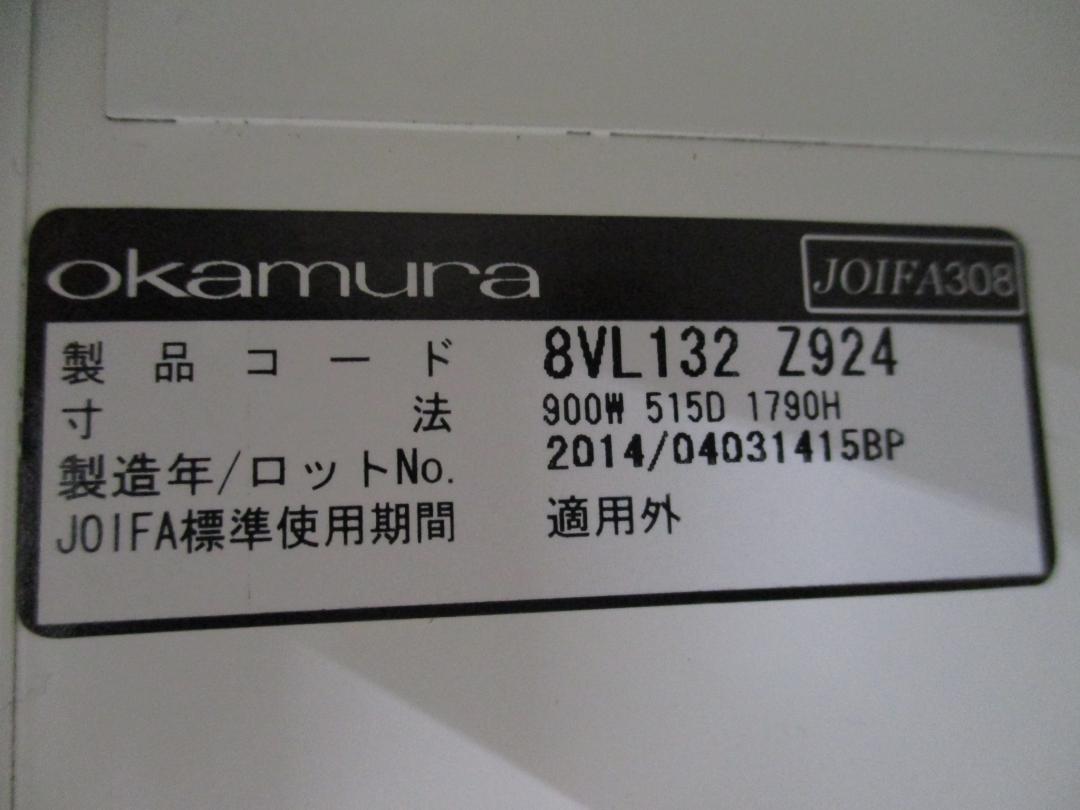 okamura JOIFA308
製品コード 8VL132 Z924
寸法 900W 515D 1790H
製造年/ロットNo. 2014/04031415BP
JOIFA標準使用期間 適用外